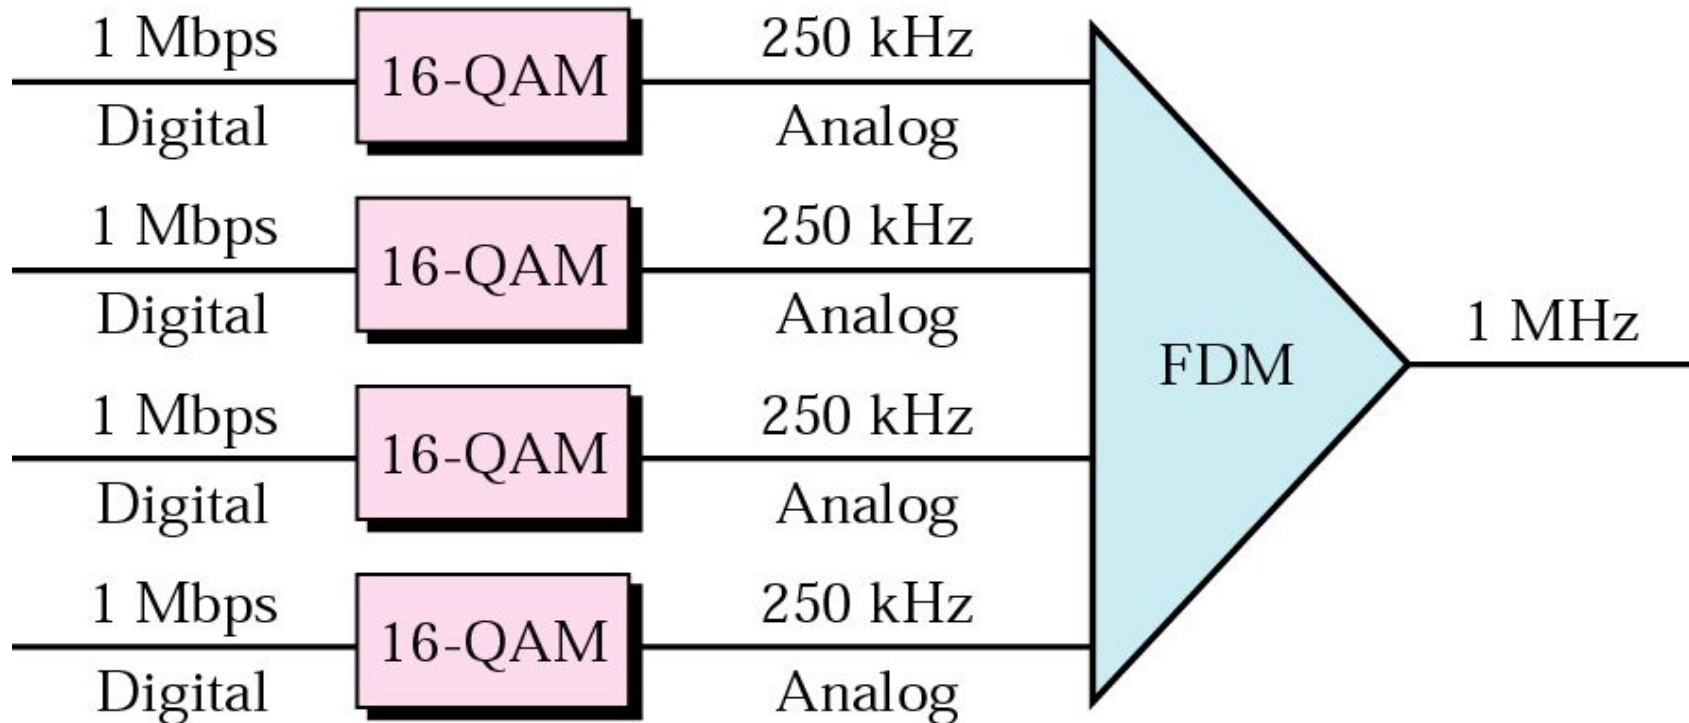 1 Mbps
Digital
16-QAM
250 kHz
Analog
1 Mbps
Digital
16-QAM
250 kHz
Analog
1 Mbps
Digital
16-QAM
250 kHz
Analog
1 Mbps
Digital
16-QAM
250 kHz
Analog
FDM
1 MHz